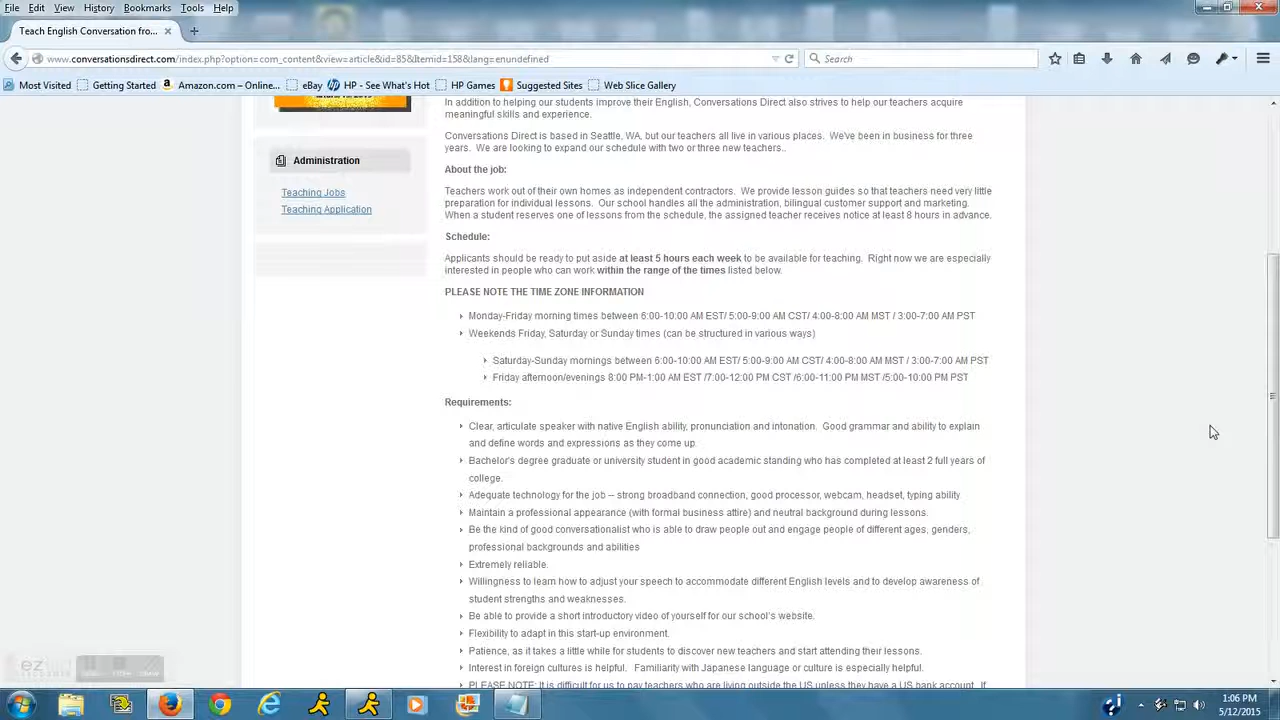 File Edit View History Bookmarks Tools Help
Teach English Conversation fro...
www.conversationsdirect.com/index.php?option=com_content&view=article&id=85&Itemid=158&lang=enundefined
Search
Most Visited Getting Started Amazon.com – Online... eBay HP - See What's Hot HP Games Suggested Sites Web Slice Gallery
In addition to helping our students improve their English, Conversations Direct also strives to help our teachers acquire
meaningful skills and experience.
Conversations Direct is based in Seattle, WA, but our teachers all live in various places. We've been in business for three
years. We are looking to expand our schedule with two or three new teachers..
Administration
Teaching Jobs
Teaching Application
About the job:
Teachers work out of their own homes as independent contractors. We provide lesson guides so that teachers need very little
preparation for individual lessons. Our school handles all the administration, bilingual customer support and marketing.
When a student reserves one of lessons from the schedule, the assigned teacher receives notice at least 8 hours in advance.
Schedule:
Applicants should be ready to put aside at least 5 hours each week to be available for teaching. Right now we are especially
interested in people who can work within the range of the times listed below.
PLEASE NOTE THE TIME ZONE INFORMATION
Monday-Friday morning times between 6:00-10:00 AM EST/ 5:00-9:00 AM CST/ 4:00-8:00 AM MST / 3:00-7:00 AM PST
Weekends Friday, Saturday or Sunday times (can be structured in various ways)
Saturday-Sunday mornings between 6:00-10:00 AM EST/ 5:00-9:00 AM CST/ 4:00-8:00 AM MST / 3:00-7:00 AM PST
Friday afternoon/evenings 8:00 PM-1:00 AM EST /7:00-12:00 PM CST /6:00-11:00 PM MST /5:00-10:00 PM PST
Requirements:
Clear, articulate speaker with native English ability, pronunciation and intonation. Good grammar and ability to explain
and define words and expressions as they come up.
Bachelor's degree graduate or university student in good academic standing who has completed at least 2 full years of
college.
Adequate technology for the job -- strong broadband connection, good processor, webcam, headset, typing ability
Maintain a professional appearance (with formal business attire) and neutral background during lessons.
Be the kind of good conversationalist who is able to draw people out and engage people of different ages, genders,
professional backgrounds and abilities
Extremely reliable.
Willingness to learn how to adjust your speech to accommodate different English levels and to develop awareness of
student strengths and weaknesses.
Be able to provide a short introductory video of yourself for our school's website.
Flexibility to adapt in this start-up environment.
Patience, as it takes a little while for students to discover new teachers and start attending their lessons.
Interest in foreign cultures is helpful. Familiarity with Japanese language or culture is especially helpful.
PLEASE NOTE: It is difficult for us to pay teachers who are living outside the US unless they have a US bank account. If
1:06 PM
5/12/2015